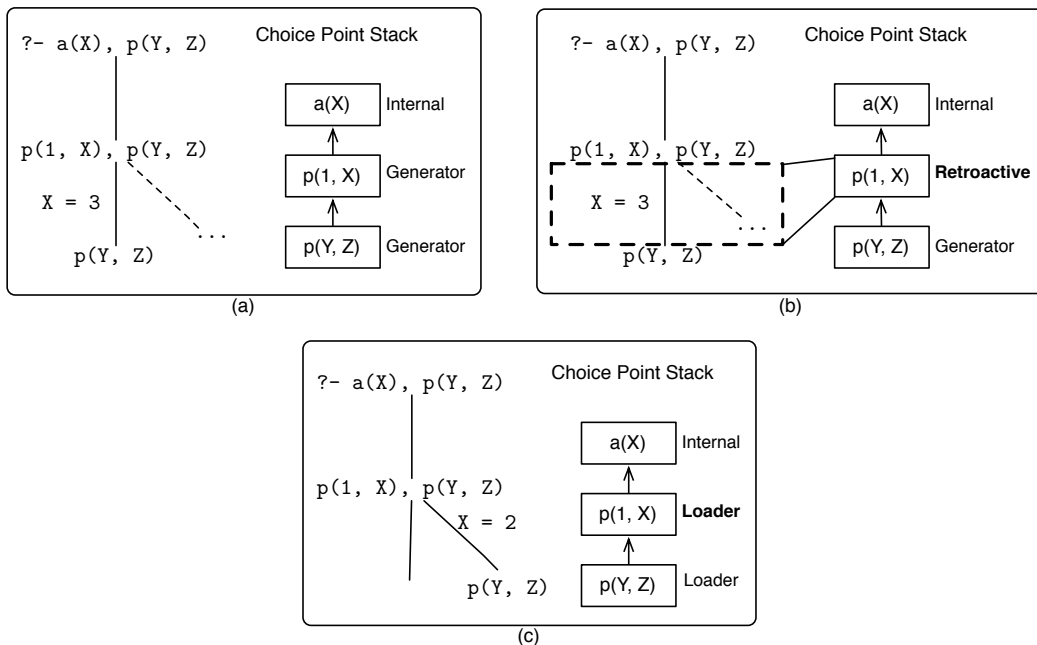 ?- a(X), p(Y, Z)
Choice Point Stack
a(X)
Internal
p(1, X), p(Y, Z)
p(1, X)
Generator
X = 3
...
p(Y, Z)
p(Y, Z)
Generator
(a)
?- a(X), p(Y, Z)
Choice Point Stack
a(X)
Internal
p(1, X), p(Y, Z)
p(1, X)
Retroactive
X = 3
...
p(Y, Z)
p(Y, Z)
Generator
(b)
?- a(X), p(Y, Z)
Choice Point Stack
a(X)
Internal
p(1, X), p(Y, Z)
p(1, X)
Loader
X = 2
p(Y, Z)
p(Y, Z)
Loader
(c)